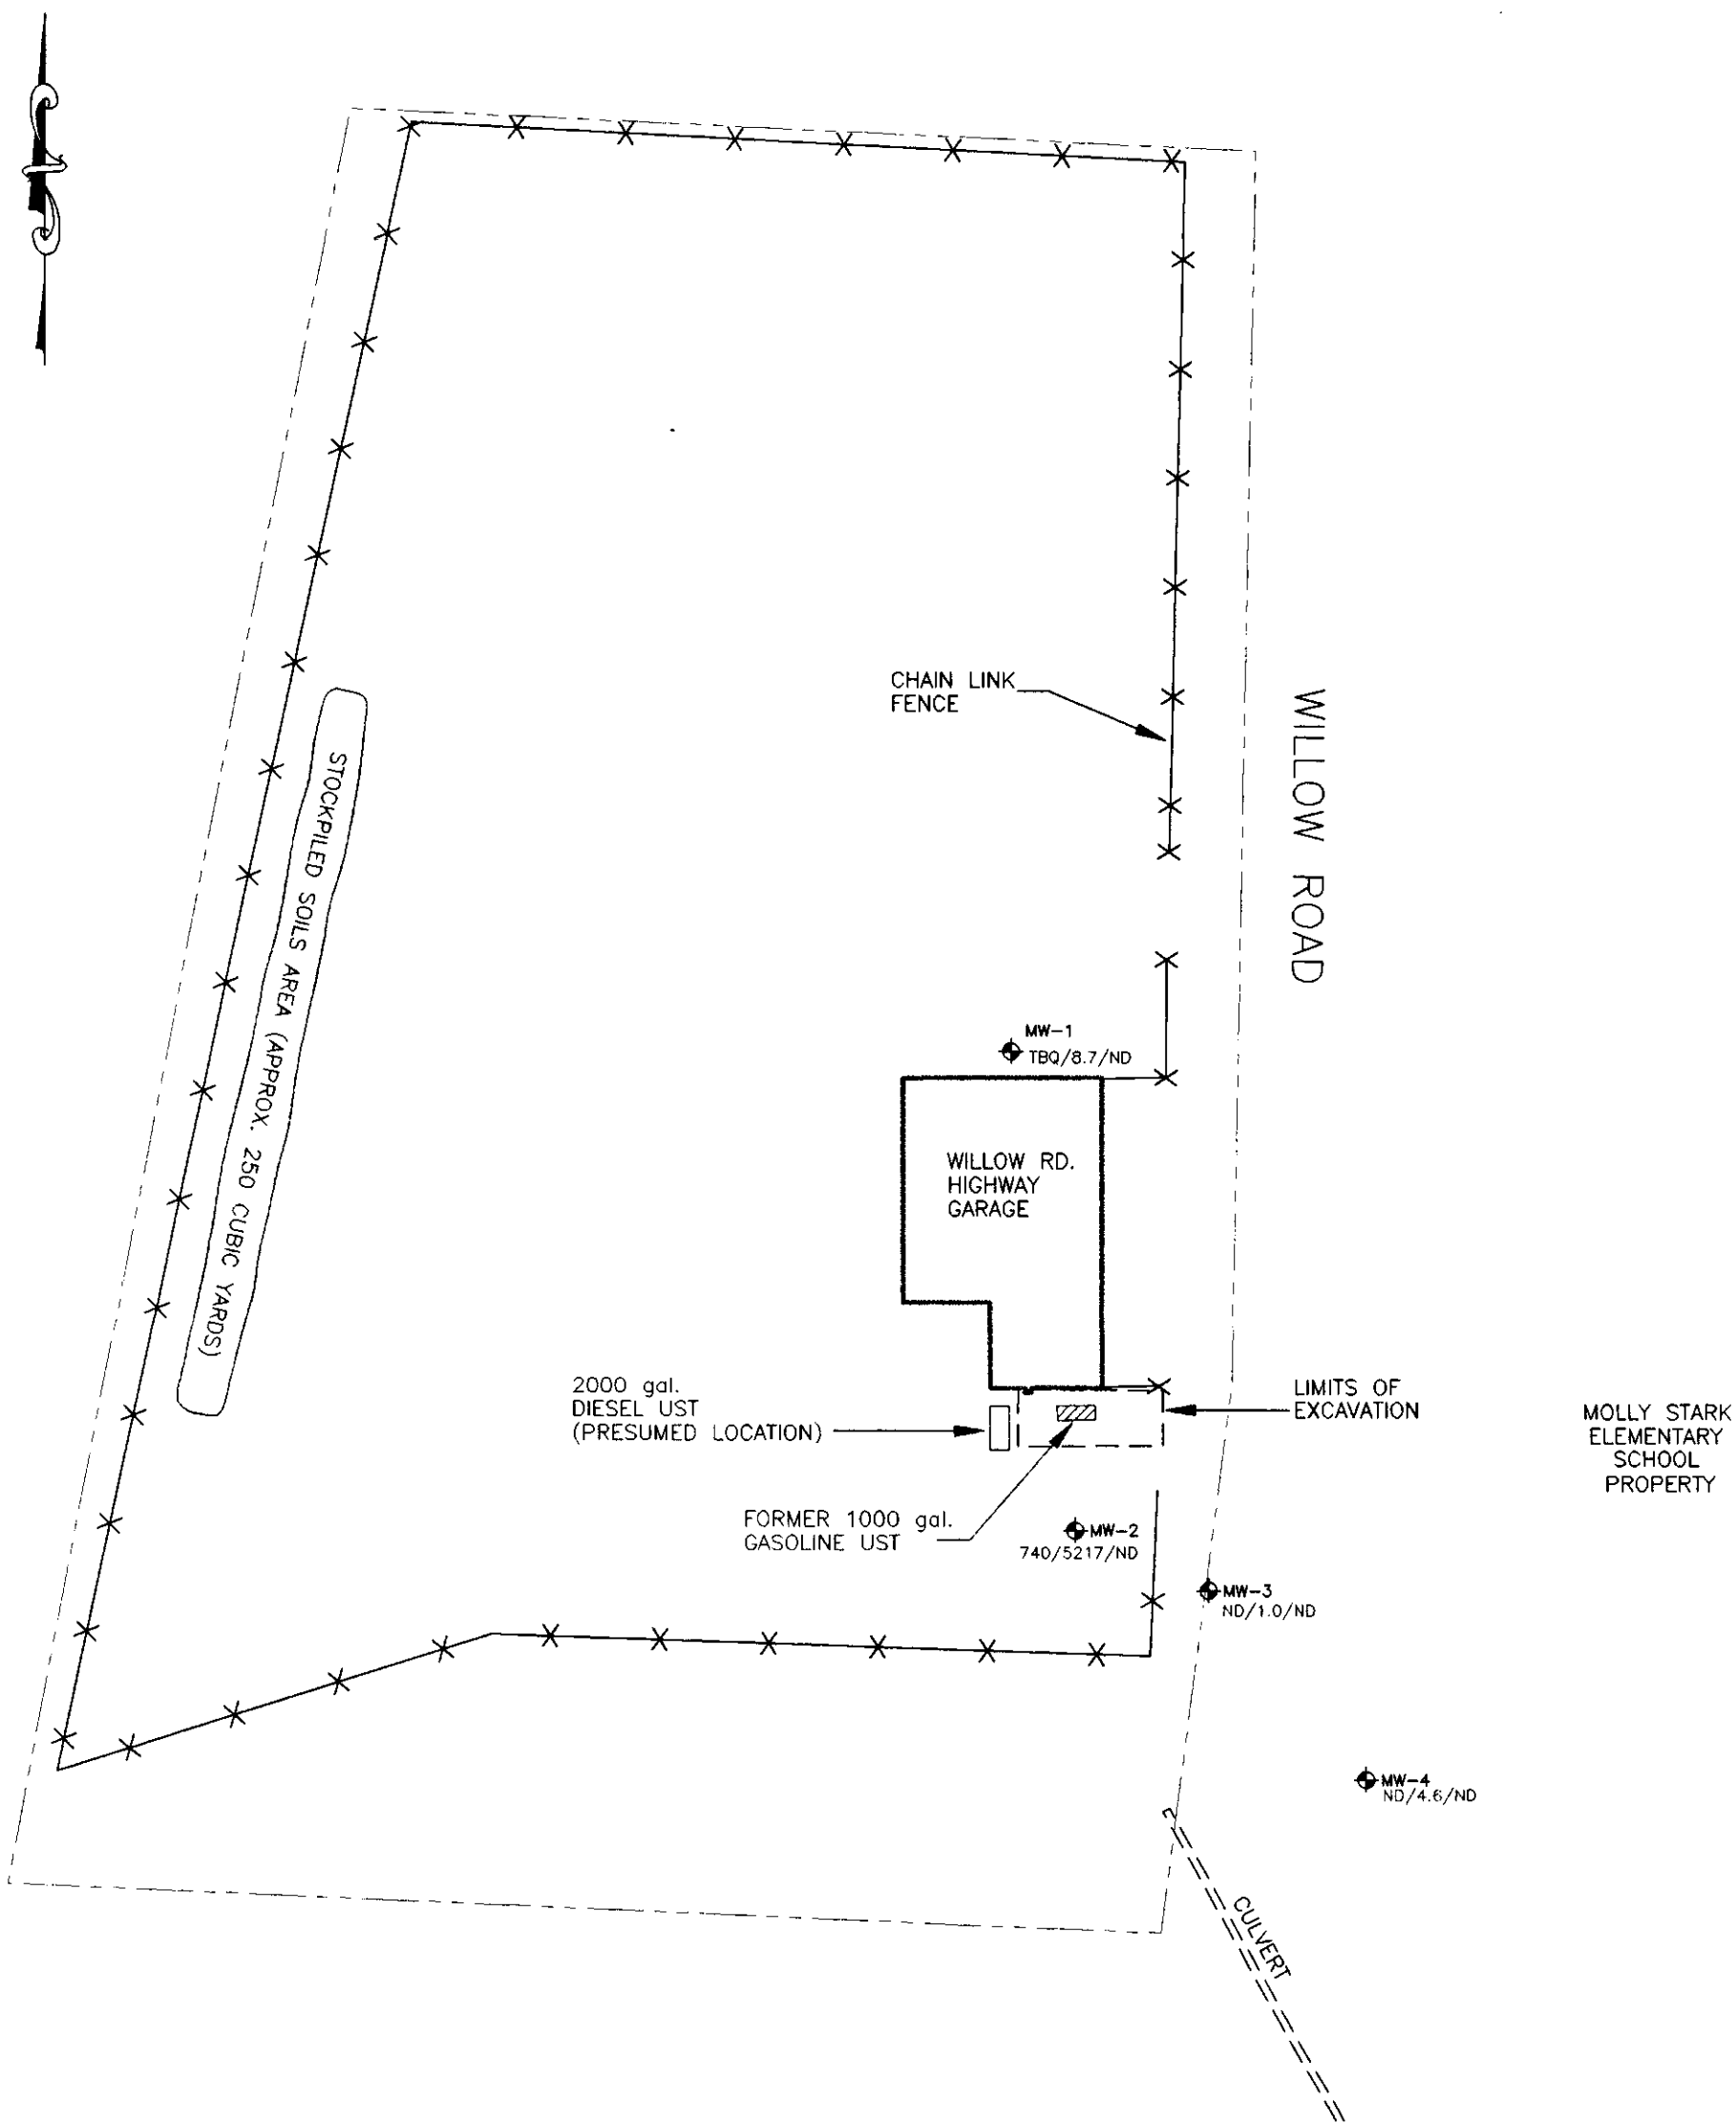 CHAIN LINK
FENCE
WILLOW ROAD
STOCKPILED SOILS AREA (APPROX. 250 CUBIC YARDS)
MW-1
TBQ/8.7/ND
WILLOW RD.
HIGHWAY
GARAGE
2000 gal.
DIESEL UST
(PRESUMED LOCATION)
LIMITS OF
EXCAVATION
MOLLY STARK
ELEMENTARY
SCHOOL
PROPERTY
FORMER 1000 gal.
GASOLINE UST
MW-2
740/5217/ND
MW-3
ND/1.0/ND
MW-4
ND/4.6/ND
CULVERT